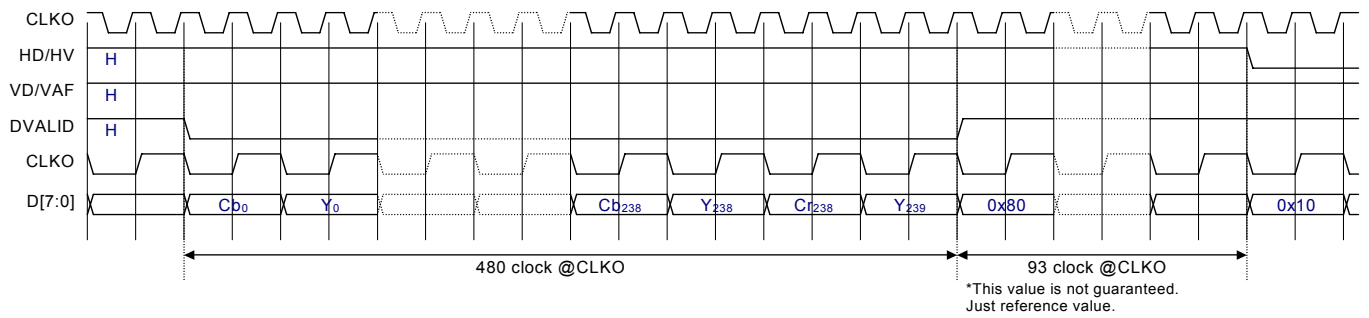 CLKO
HD/HV
H
VD/VAF
H
DVALID
H
CLKO
D[7:0]
Cb0 Y0 Cb238 Y238 Cr238 Y239 0x80 0x10
480 clock @CLKO
93 clock @CLKO
*This value is not guaranteed.
Just reference value.